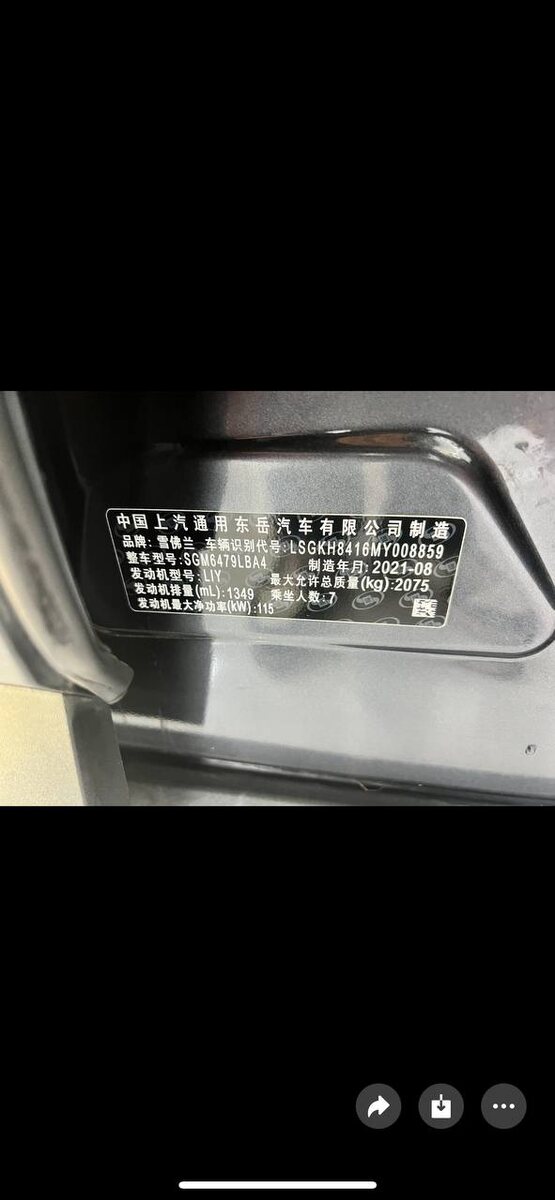 中国上汽通用东岳汽车有限公司制造
品牌: 雪佛兰 车辆识别代号: LSGKH8416MY008859
整车型号: SGM6479LBA4 制造年月: 2021-08
发动机型号: LIY 最大允许总质量(kg): 2075
发动机排量(mL): 1349 乘坐人数: 7
发动机最大净功率(kW): 115